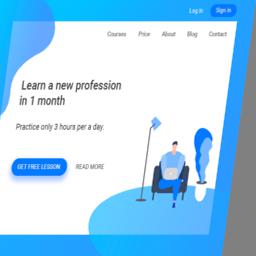 Log In Sign in
Courses Price About Blog Contact
Learn a new profession
in 1 month
Practice only 3 hours per a day.
GET FREE LESSON READ MORE